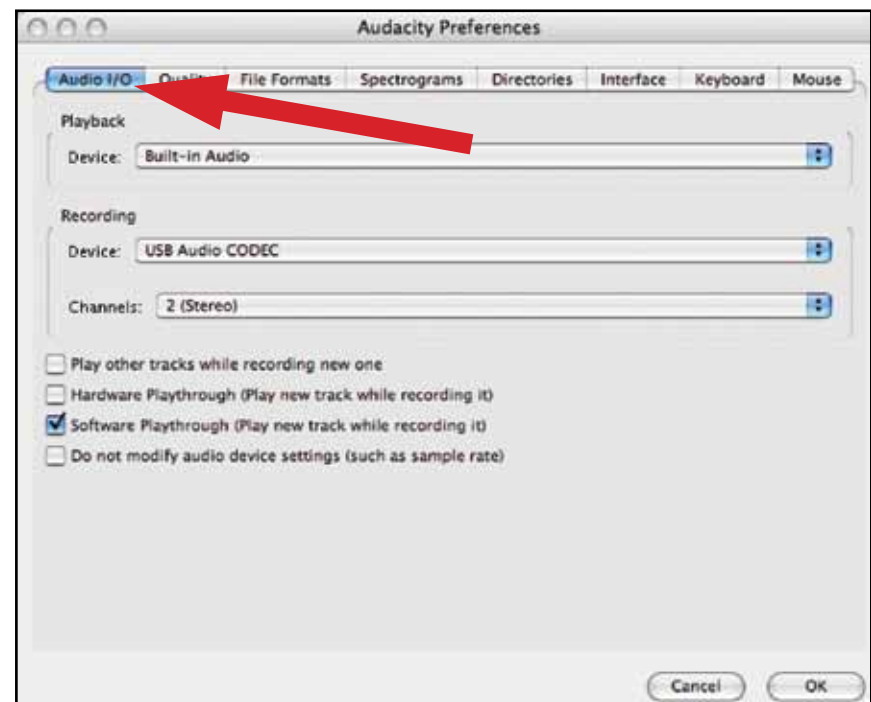 Audacity Preferences
Audio I/O Quality File Formats Spectrograms Directories Interface Keyboard Mouse
Playback
Device: Built-in Audio
Recording
Device: USB Audio CODEC
Channels: 2 (Stereo)
Play other tracks while recording new one
Hardware Playthrough (Play new track while recording it)
Software Playthrough (Play new track while recording it)
Do not modify audio device settings (such as sample rate)
Cancel OK